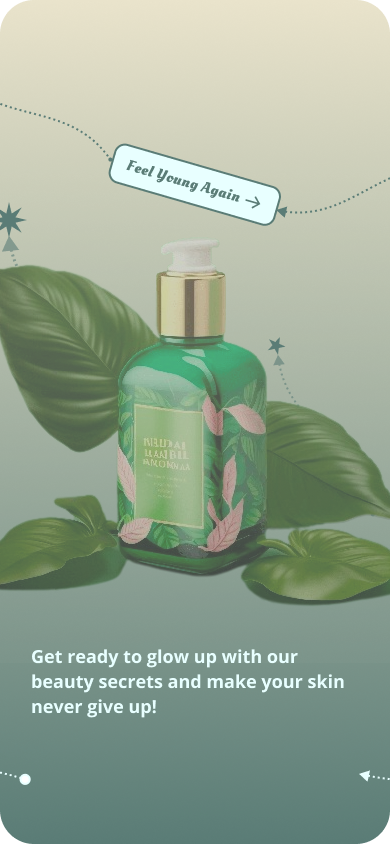 Feel Young Again →
Get ready to glow up with our
beauty secrets and make your skin
never give up!